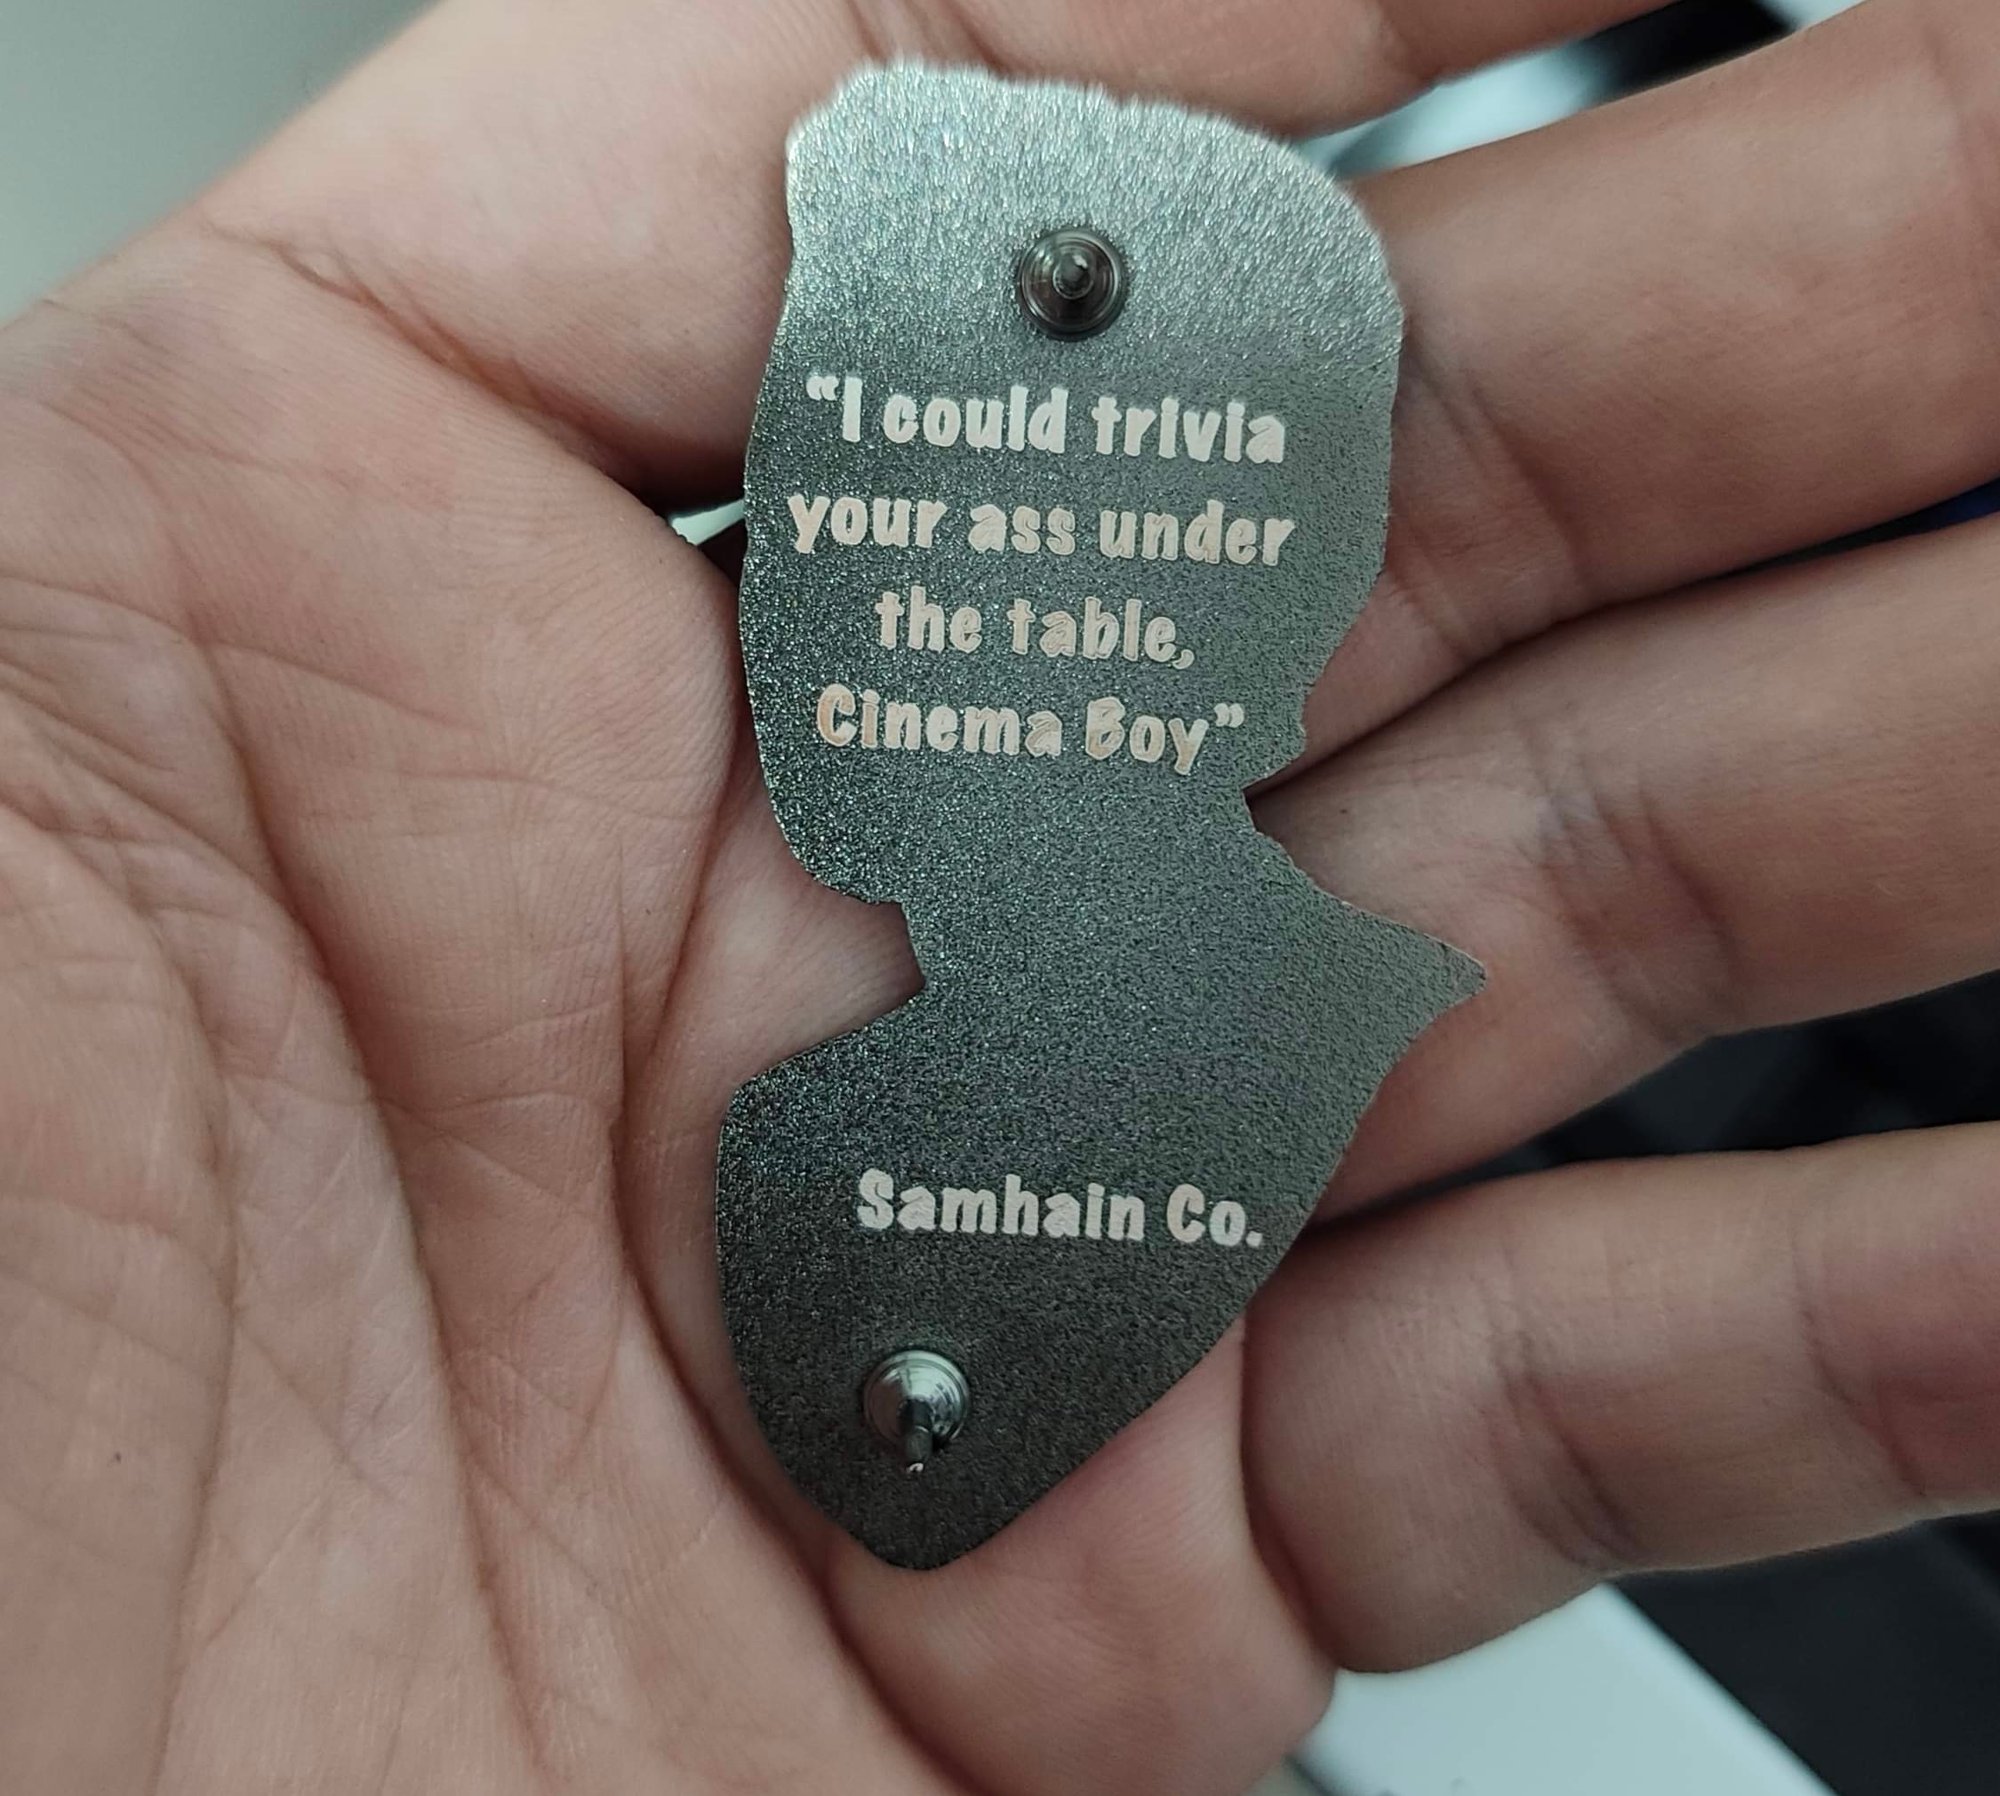 “I could trivia
your ass under
the table,
Cinema Boy”
Samhain Co.